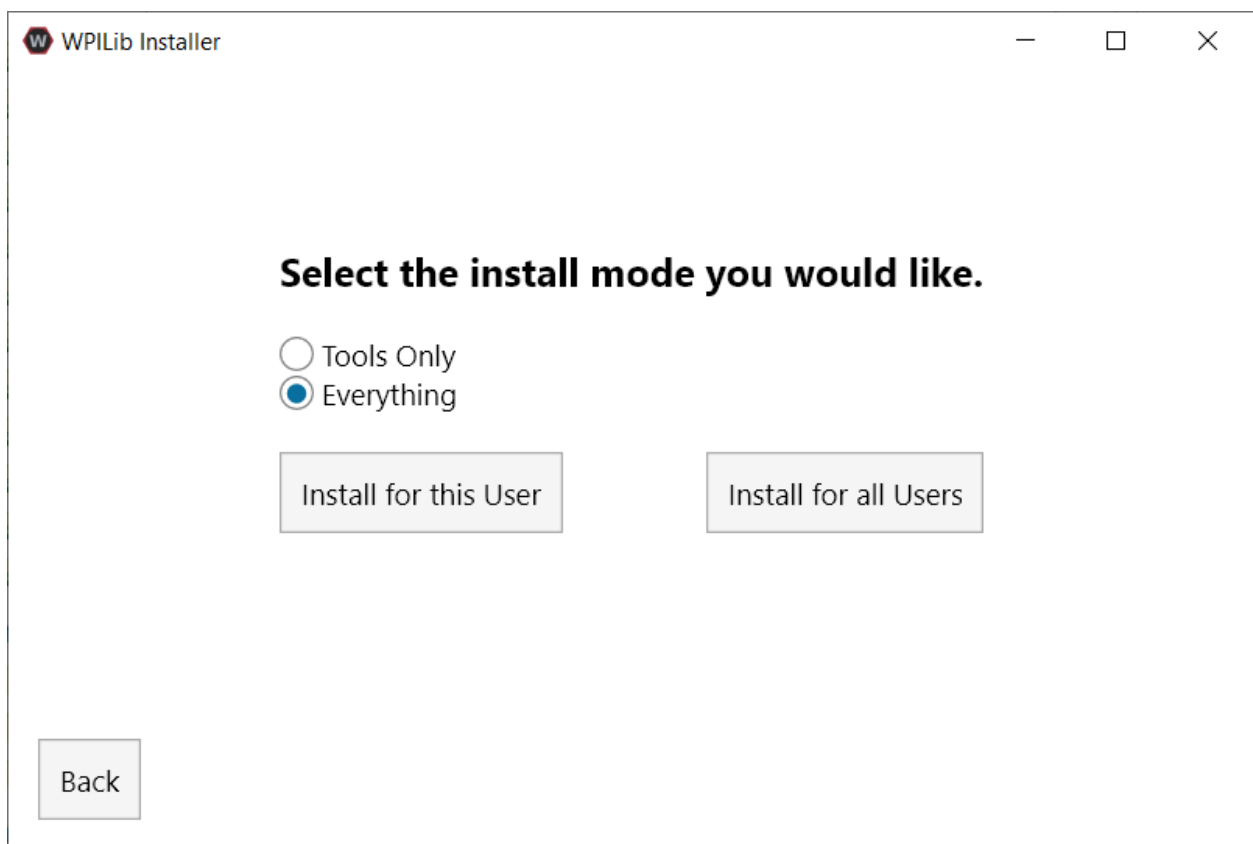 W WPILib Installer
Select the install mode you would like.
Tools Only
Everything
Install for this User
Install for all Users
Back